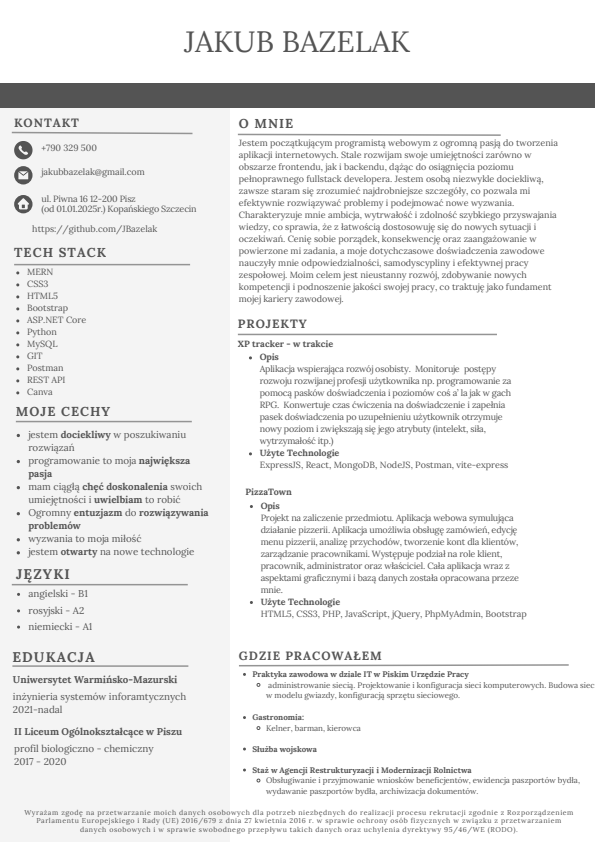 JAKUB BAZELAK
KONTAKT
+790 329 500
jakubbazelak@gmail.com
ul. Piwna 16 12-200 Pisz
(od 01.01.2025r.) Kopańskiego Szczecin
https://github.com/JBazelak
TECH STACK
MERN
CSS3
HTML5
Bootstrap
ASP.NET Core
Python
MySQL
GIT
Postman
REST API
Canva
MOJE CECHY
jestem dociekliwy w poszukiwaniu
rozwiązań
programowanie to moja największa
pasja
mam ciągłą chęć doskonalenia swoich
umiejętności i uwielbiam to robić
Ogromny entuzjazm do rozwiązywania
problemów
wyzwania to moja miłość
jestem otwarty na nowe technologie
JĘZYKI
angielski - B1
rosyjski - A2
niemiecki - A1
EDUKACJA
Uniwersytet Warmińsko-Mazurski
inżynieria systemów inforamtycznych
2021-nadal
II Liceum Ogólnokształcące w Piszu
profil biologiczno - chemiczny
2017 - 2020
O MNIE
Jestem początkującym programistą webowym z ogromną pasją do tworzenia
aplikacji internetowych. Stale rozwijam swoje umiejętności zarówno w
obszarze frontendu, jak i backendu, dążąc do osiągnięcia poziomu
pełnoprawnego fullstack developera. Jestem osobą niezwykle dociekliwą,
zawsze staram się zrozumieć najdrobniejsze szczegóły, co pozwala mi
efektywnie rozwiązywać problemy i podejmować nowe wyzwania.
Charakteryzuje mnie ambicja, wytrwałość i zdolność szybkiego przyswajania
wiedzy, co sprawia, że z łatwością dostosowuję się do nowych sytuacji i
oczekiwań. Cenię sobie porządek, konsekwencję oraz zaangażowanie w
powierzone mi zadania, a moje dotychczasowe doświadczenia zawodowe
nauczyły mnie odpowiedzialności, samodyscypliny i efektywnej pracy
zespołowej. Moim celem jest nieustanny rozwój, zdobywanie nowych
kompetencji i podnoszenie jakości swojej pracy, co traktuję jako fundament
mojej kariery zawodowej.
PROJEKTY
XP tracker - w trakcie
Opis
Aplikacja wspierająca rozwój osobisty. Monitoruje postępy
rozwoju rozwijanej profesji użytkownika np. programowanie za
pomocą pasków doświadczenia i poziomów coś a' la jak w gach
RPG. Konwertuje czas ćwiczenia na doświadczenie i zapełnia
pasek doświadczenia po uzupełnieniu użytkownik otrzymuje
nowy poziom i zwiększają się jego atrybuty (intelekt, siła,
wytrzymałość itp.)
Użyte Technologie
ExpressJS, React, MongoDB, NodeJS, Postman, vite-express
PizzaTown
Opis
Projekt na zaliczenie przedmiotu. Aplikacja webowa symulująca
działanie pizzerii. Aplikacja umożliwia obsługę zamówień, edycję
menu pizzerii, analizę przychodów, tworzenie kont dla klientów,
zarządzanie pracownikami. Występuje podział na role klient,
pracownik, administrator oraz właściciel. Cała aplikacja wraz z
aspektami graficznymi i bazą danych została opracowana przeze
mnie.
Użyte Technologie
HTML5, CSS3, PHP, JavaScript, jQuery, PhpMyAdmin, Bootstrap
GDZIE PRACOWAŁEM
Praktyka zawodowa w dziale IT w Piskim Urzędzie Pracy
administrowanie siecią. Projektowanie i konfiguracja sieci komputerowych. Budowa siec
w modelu gwiazdy, konfiguracją sprzętu sieciowego.
Gastronomia:
Kelner, barman, kierowca
Służba wojskowa
Staż w Agencji Restrukturyzacji i Modernizacji Rolnictwa
Obsługiwanie i przyjmowanie wniosków beneficjentów, ewidencja paszportów bydła,
wydawanie paszportów bydła, archiwizacja dokumentów.
Wyrażam zgodę na przetwarzanie moich danych osobowych dla potrzeb niezbędnych do realizacji procesu rekrutacji zgodnie z Rozporządzeniem
Parlamentu Europejskiego i Rady (UE) 2016/679 z dnia 27 kwietnia 2016 r. w sprawie ochrony osób fizycznych w związku z przetwarzaniem
danych osobowych i w sprawie swobodnego przepływu takich danych oraz uchylenia dyrektywy 95/46/WE (RODO).